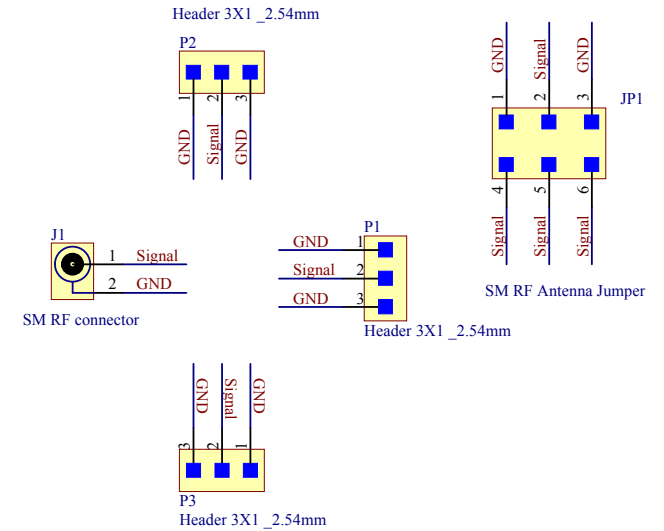 Header 3X1 _2.54mm
P2
1
2
3
GND
Signal
GND
GND
Signal
GND
1
2
3
JP1
4
5
6
Signal
Signal
Signal
SM RF Antenna Jumper
J1
1
Signal
2
GND
SM RF connector
P1
GND
1
Signal
2
GND
3
Header 3X1 _2.54mm
GND
Signal
GND
3
2
1
P3
Header 3X1 _2.54mm